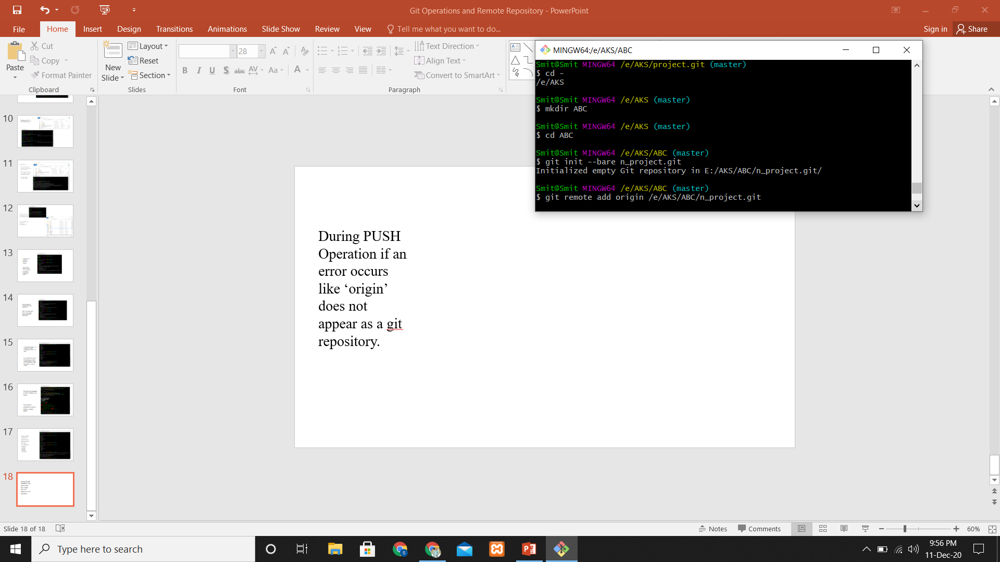 Git Operations and Remote Repository - PowerPoint
File Home Insert Design Transitions Animations Slide Show Review View Tell me what you want to do... Sign in Share
Paste
Cut
Copy
Format Painter
Clipboard
New
Slide
Layout
Reset
Section
Slides
28
B I U S abc AV Aa A
Font
Text Direction
Align Text
Convert to SmartArt
Paragraph
MINGW64:/e/AKS/ABC
Smit@Smit MINGW64 /e/AKS/project.git (master)
$ cd -
/e/AKS
Smit@Smit MINGW64 /e/AKS (master)
$ mkdir ABC
Smit@Smit MINGW64 /e/AKS (master)
$ cd ABC
Smit@Smit MINGW64 /e/AKS/ABC (master)
$ git init --bare n_project.git
Initialized empty Git repository in E:/AKS/ABC/n_project.git/
Smit@Smit MINGW64 /e/AKS/ABC (master)
$ git remote add origin /e/AKS/ABC/n_project.git
10
11
12
13
14
15
16
17
18
During PUSH
Operation if an
error occurs
like ‘origin’
does not
appear as a git
repository.
Slide 18 of 18
Notes Comments 60%
Type here to search
9:56 PM
11-Dec-20